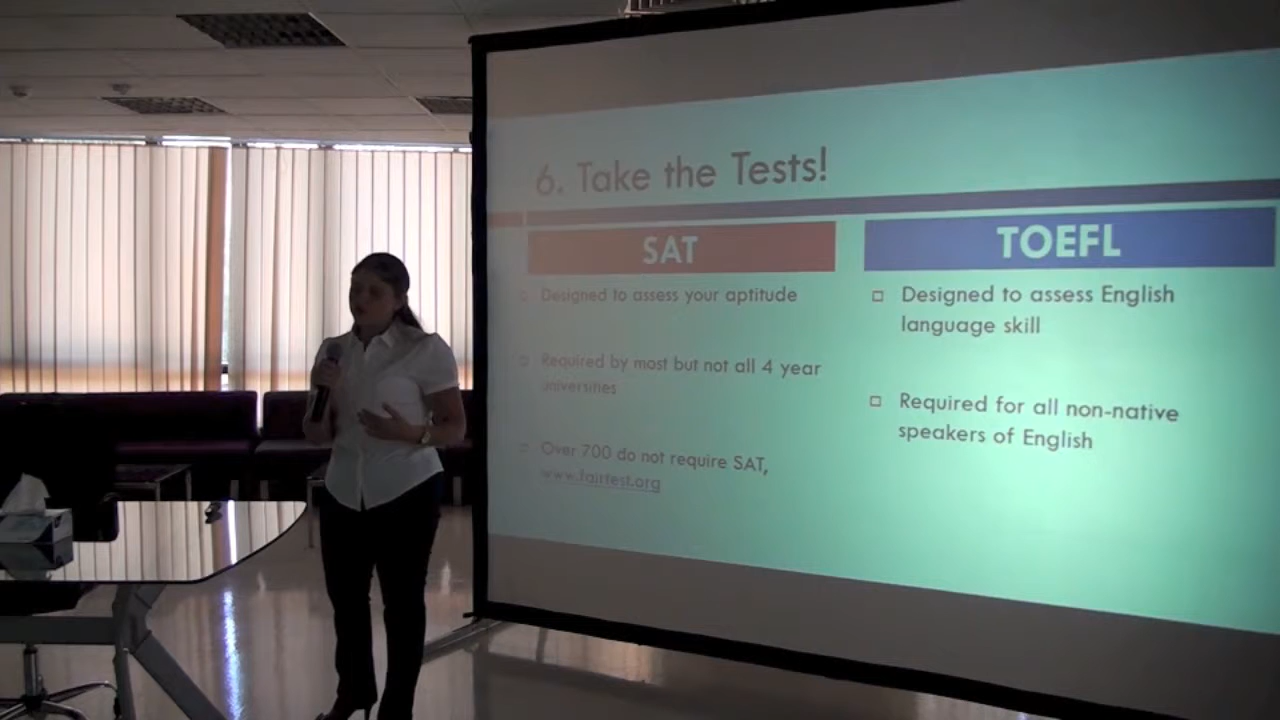 6. Take the Tests!
SAT
Designed to assess your aptitude
Required by most but not all 4 year
universities
Over 700 do not require SAT,
www.fairtest.org
TOEFL
Designed to assess English
language skill
Required for all non-native
speakers of English